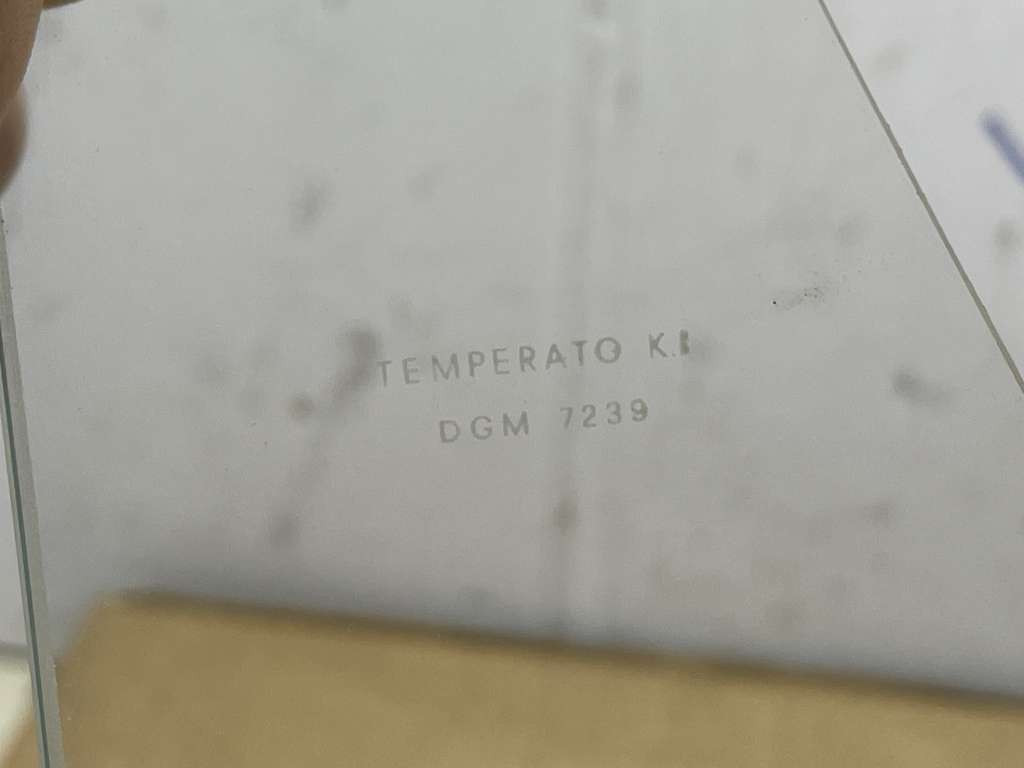 TEMPERATO K.I
DGM 7239